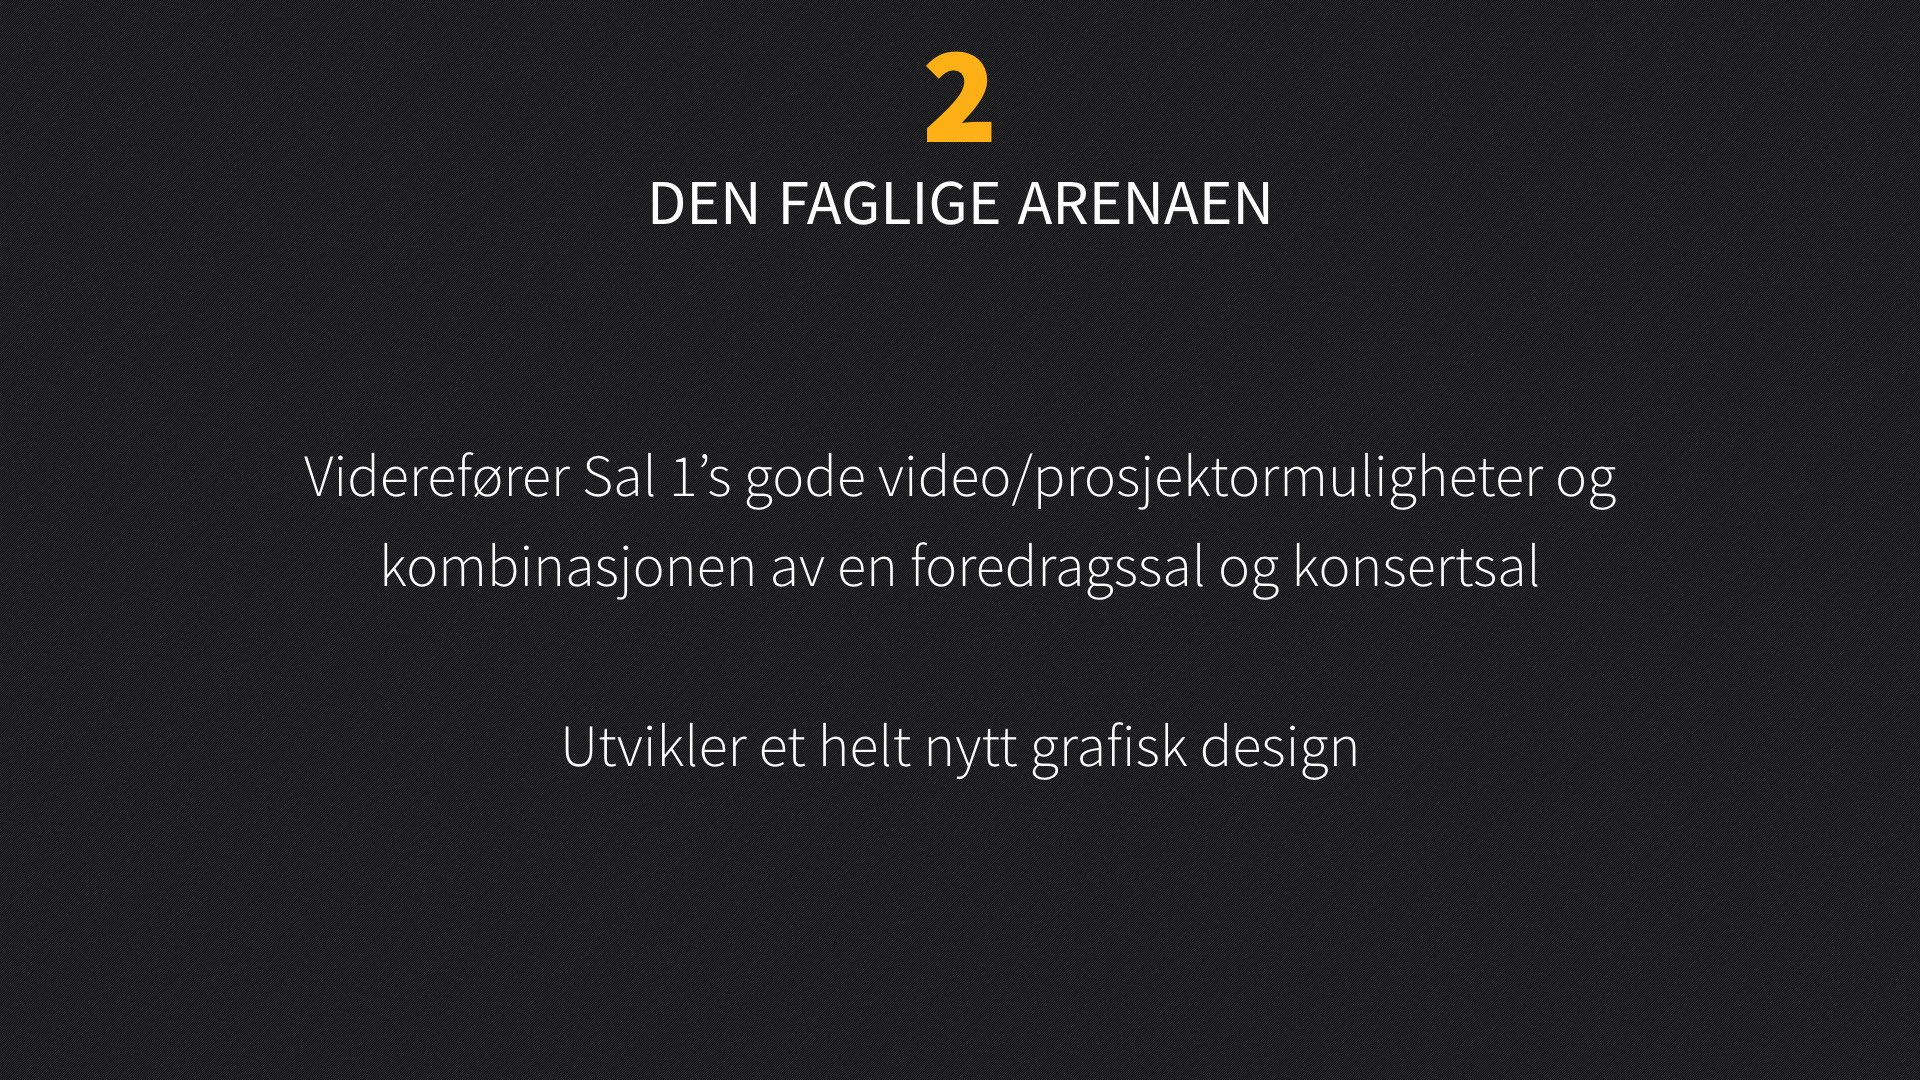 2
DEN FAGLIGE ARENAEN
Viderefører Sal 1’s gode video/prosjektormuligheter og
kombinasjonen av en foredragssal og konsertsal
Utvikler et helt nytt grafisk design